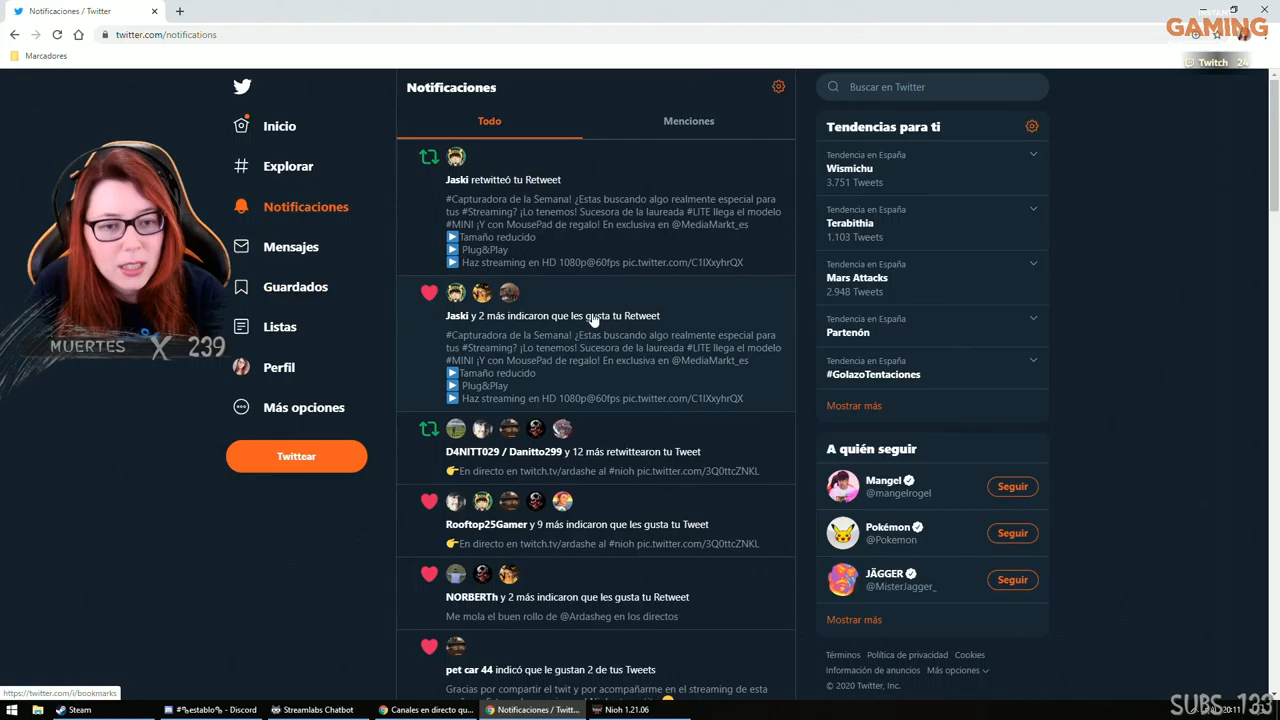 Notificaciones / Twitter
twitter.com/notifications
GAMING
Marcadores
Twitch 24
Inicio
Explorar
Notificaciones
Mensajes
Guardados
Listas
Perfil
Más opciones
Twittear
MUERTES X 239
Notificaciones
Todo
Menciones
Jaski retwitteó tu Retweet
#Capturadora de la Semana! ¿Estas buscando algo realmente especial para
tus #Streaming? ¡Lo tenemos! Sucesora de la laureada #LITE llega el modelo
#MINI ¡Y con MousePad de regalo! En exclusiva en @MediaMarkt_es
▶Tamaño reducido
▶ Plug&Play
▶ Haz streaming en HD 1080p@60fps pic.twitter.com/C1IXxyhrQX
Jaski y 2 más indicaron que les gusta tu Retweet
#Capturadora de la Semana! ¿Estas buscando algo realmente especial para
tus #Streaming? ¡Lo tenemos! Sucesora de la laureada #LITE llega el modelo
#MINI ¡Y con MousePad de regalo! En exclusiva en @MediaMarkt_es
▶Tamaño reducido
▶ Plug&Play
▶ Haz streaming en HD 1080p@60fps pic.twitter.com/C1IXxyhrQX
D4NITT029 / Danitto299 y 12 más retwittearon tu Tweet
👉En directo en twitch.tv/ardashe al #nioh pic.twitter.com/3Q0ttcZNKL
Rooftop25Gamer y 9 más indicaron que les gusta tu Tweet
👉En directo en twitch.tv/ardashe al #nioh pic.twitter.com/3Q0ttcZNKL
NORBERTh y 2 más indicaron que les gusta tu Retweet
Me mola el buen rollo de @Ardasheg en los directos
pet car 44 indicó que le gustan 2 de tus Tweets
Gracias por compartir el twit y por acompañarme en el streaming de esta
Buscar en Twitter
Tendencias para ti
Tendencia en España
Wismichu
3.751 Tweets
Tendencia en España
Terabithia
1.103 Tweets
Tendencia en España
Mars Attacks
2.948 Tweets
Tendencia en España
Partenón
Tendencia en España
#GolazoTentaciones
Mostrar más
A quién seguir
Mangel
@mangelrogel
Seguir
Pokémon
@Pokemon
Seguir
JÄGGER
@MisterJagger_
Seguir
Mostrar más
Términos Política de privacidad Cookies
Información de anuncios Más opciones
© 2020 Twitter, Inc.
https://twitter.com/i/bookmarks
SUBS 133
Steam
#🐴establo🐴 - Discord
Streamlabs Chatbot
Canales en directo qu...
Notificaciones / Twitt...
Nioh 1.21.06
20:11